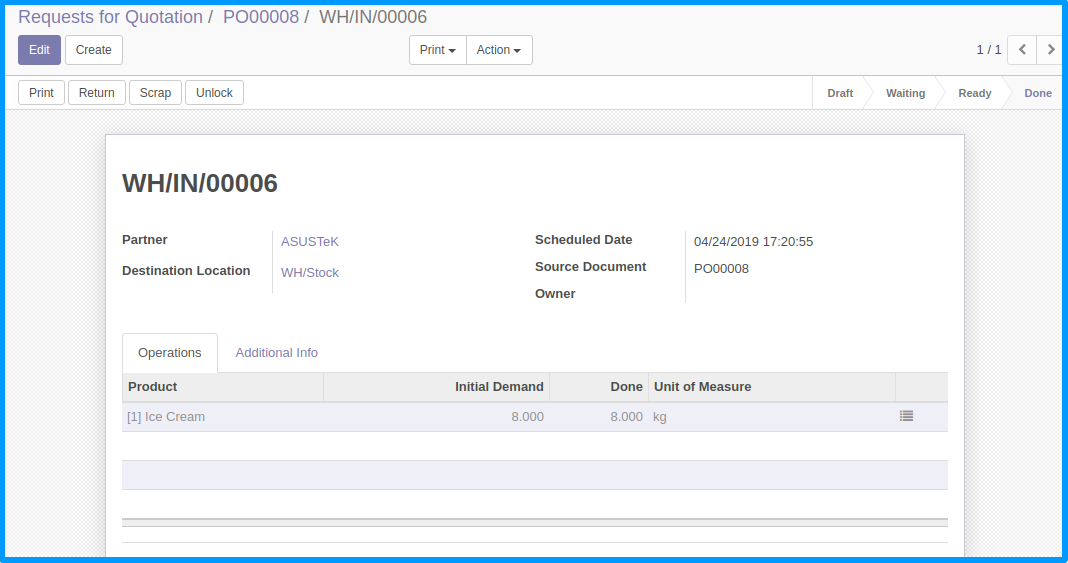 Requests for Quotation / PO00008 / WH/IN/00006
Edit Create Print Action 1 / 1
Print Return Scrap Unlock Draft Waiting Ready Done
WH/IN/00006
Partner ASUSTeK Scheduled Date 04/24/2019 17:20:55
Destination Location WH/Stock Source Document PO00008
Owner
Operations Additional Info
Product Initial Demand Done Unit of Measure
[1] Ice Cream 8.000 8.000 kg